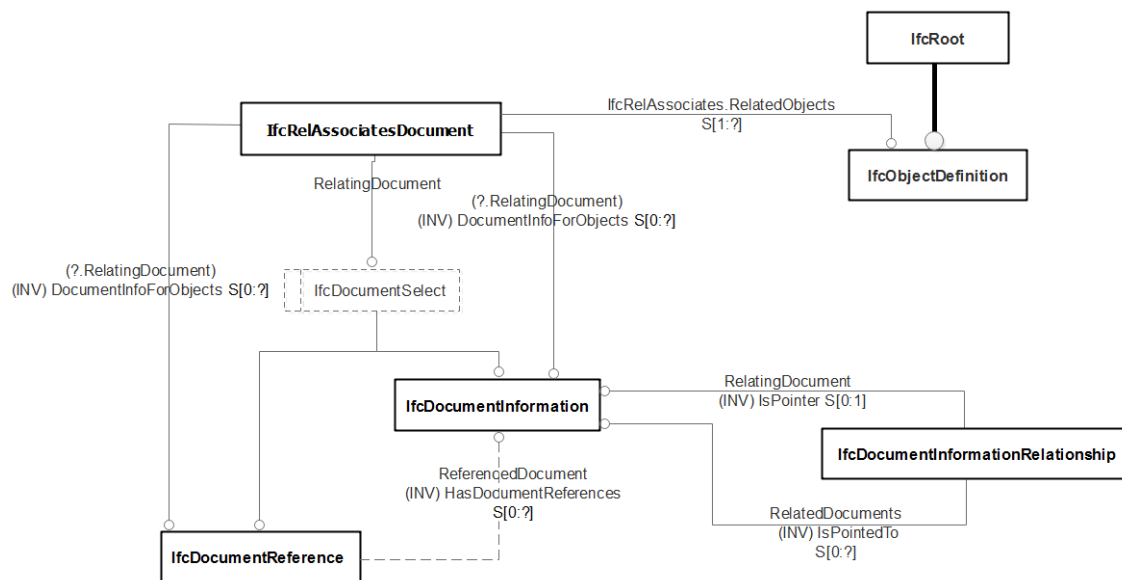 IfcRoot
IfcRelAssociates.RelatedObjects
S[1:?]
IfcRelAssociatesDocument
IfcObjectDefinition
RelatingDocument
(?.RelatingDocument)
(INV) DocumentInfoForObjects S[0:?]
(?.RelatingDocument)
(INV) DocumentInfoForObjects S[0:?]
IfcDocumentSelect
RelatingDocument
(INV) IsPointer S[0:1]
IfcDocumentInformation
IfcDocumentInformationRelationship
ReferencedDocument
(INV) HasDocumentReferences
S[0:?]
RelatedDocuments
(INV) IsPointedTo
S[0:?]
IfcDocumentReference